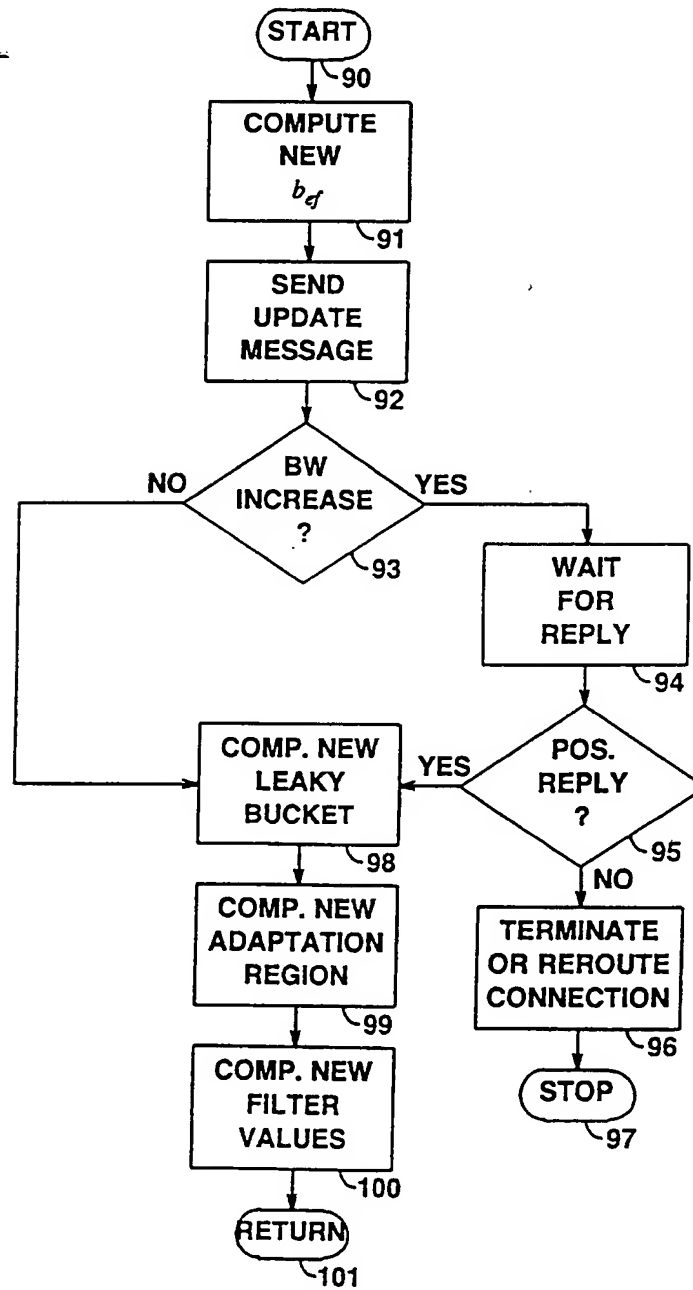 START
90
COMPUTE
NEW
b_ef
91
SEND
UPDATE
MESSAGE
92
NO
BW
INCREASE
?
YES
93
WAIT
FOR
REPLY
94
COMP. NEW
LEAKY
BUCKET
98
YES
POS.
REPLY
?
95
NO
COMP. NEW
ADAPTATION
REGION
99
TERMINATE
OR REROUTE
CONNECTION
96
COMP. NEW
FILTER
VALUES
100
STOP
97
RETURN
101